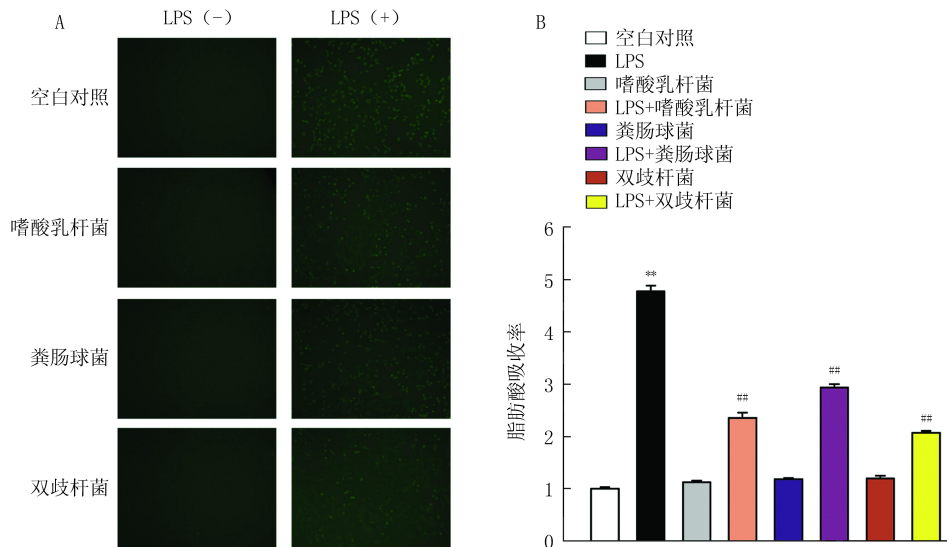 A
LPS（-）
LPS（+）
空白对照
嗜酸乳杆菌
粪肠球菌
双歧杆菌
B
空白对照
LPS
嗜酸乳杆菌
LPS+嗜酸乳杆菌
粪肠球菌
LPS+粪肠球菌
双歧杆菌
LPS+双歧杆菌
脂肪酸吸收率
6
5
4
3
2
1
0
**
##
##
##